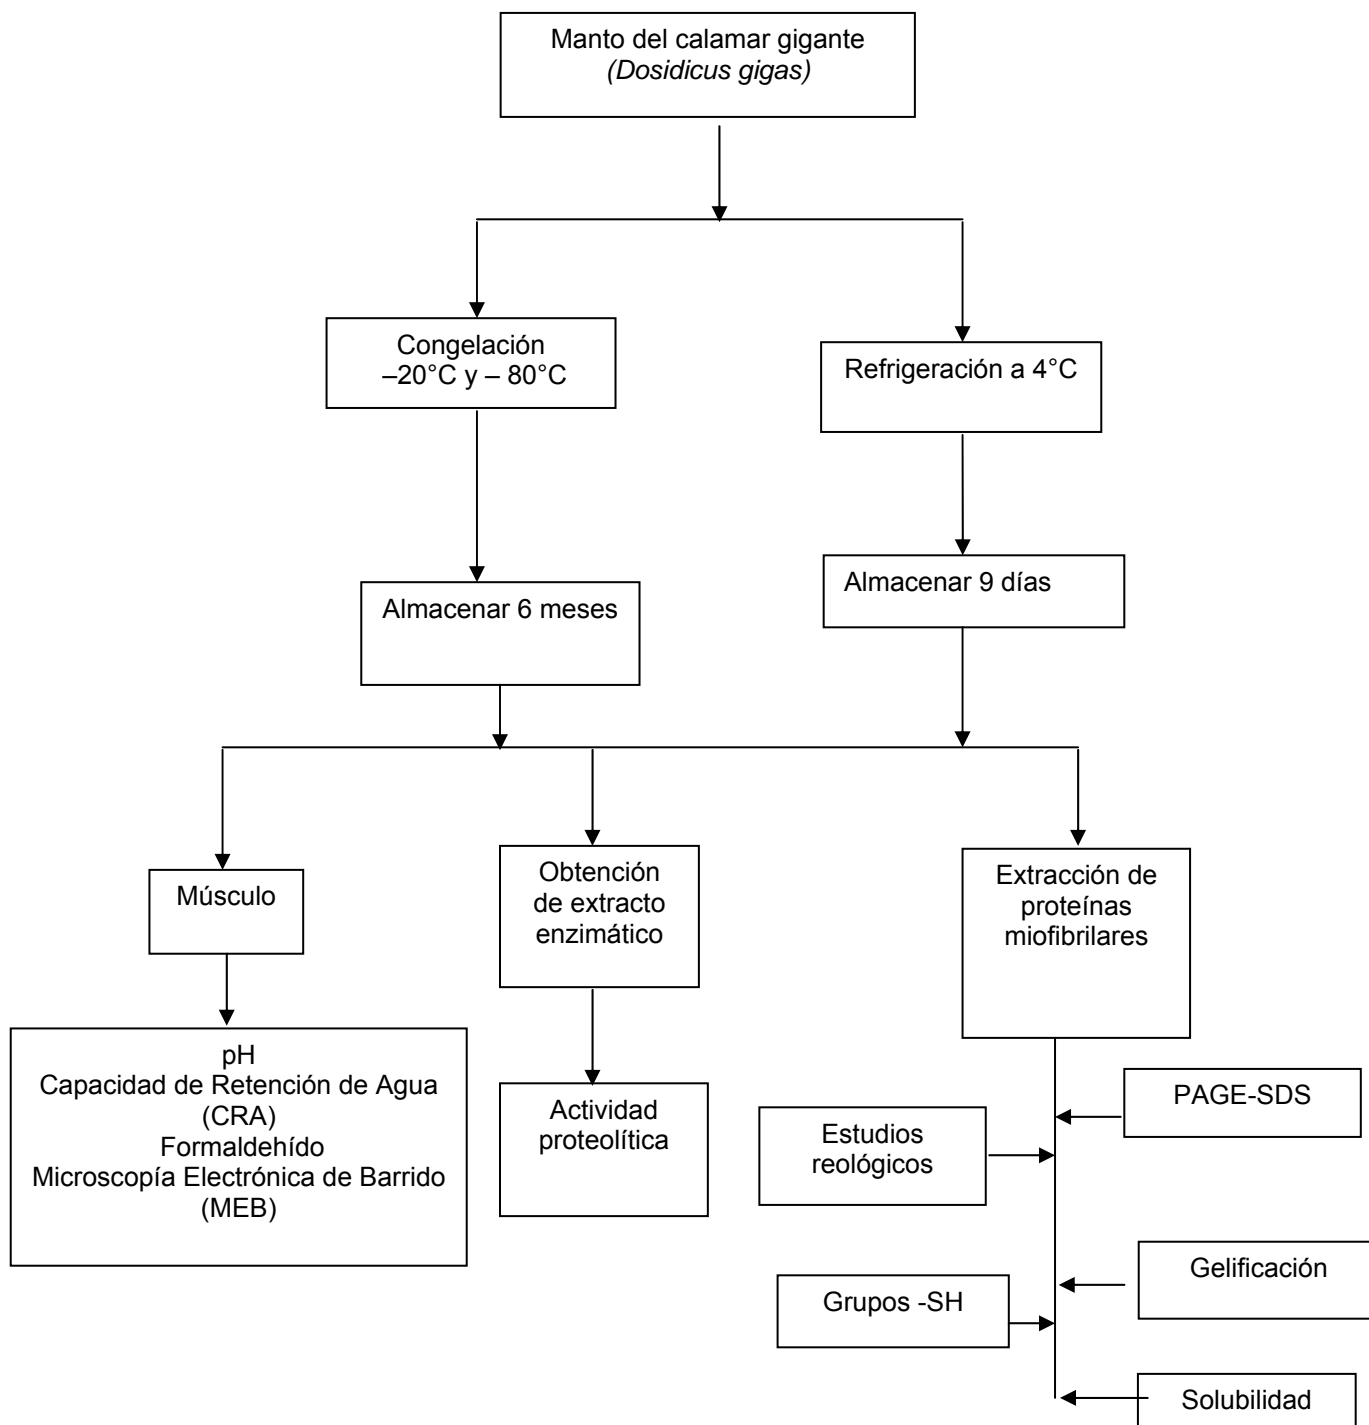 Manto del calamar gigante
(Dosidicus gigas)
Congelación
–20°C y – 80°C
Refrigeración a 4°C
Almacenar 6 meses
Almacenar 9 días
Músculo
Obtención
de extracto
enzimático
Extracción de
proteínas
miofibrilares
pH
Capacidad de Retención de Agua
(CRA)
Formaldehído
Microscopía Electrónica de Barrido
(MEB)
Actividad
proteolítica
PAGE-SDS
Estudios
reológicos
Gelificación
Grupos -SH
Solubilidad